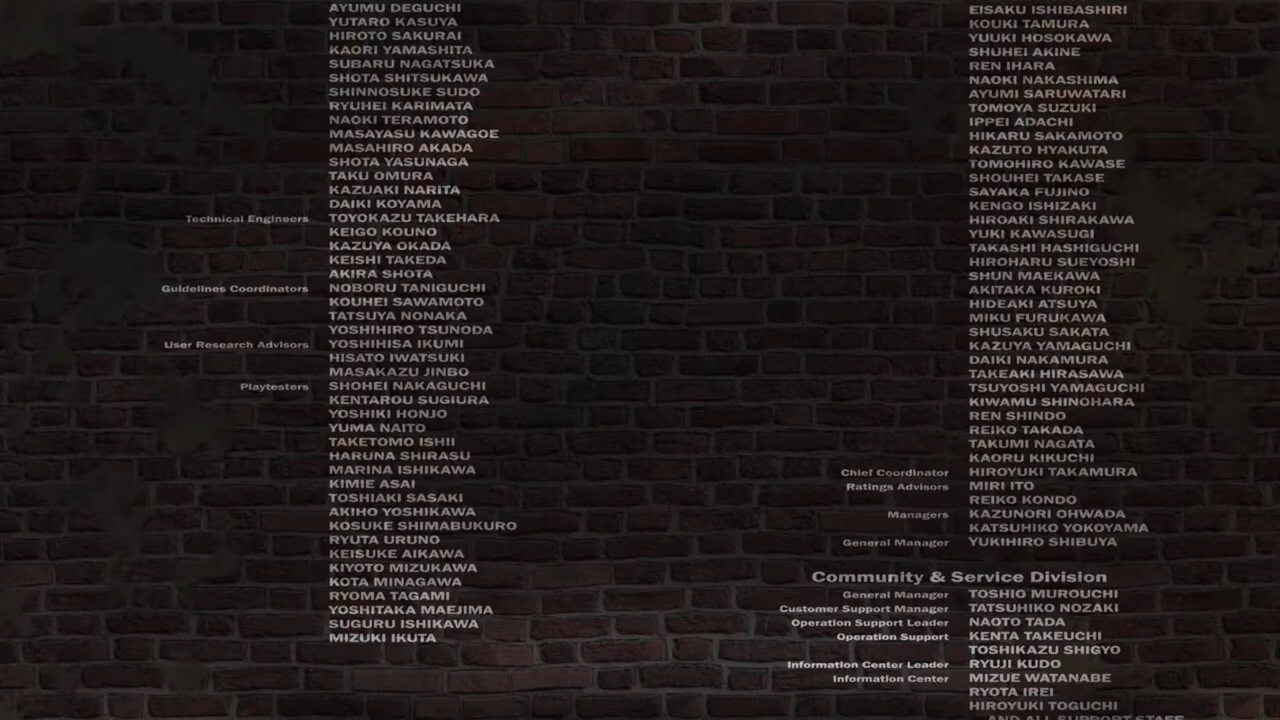 AYUMU DEGUCHI
YUTARO KASUYA
HIROTO SAKURAI
KAORI YAMASHITA
SUBARU NAGATSUKA
SHOTA SHITSUKAWA
SHINNOSUKE SUDO
RYUHEI KARIMATA
NAOKI TERAMOTO
MASAYASU KAWAGOE
MASAHIRO AKADA
SHOTA YASUNAGA
TAKU OMURA
KAZUAKI NARITA
DAIKI KOYAMA
Technical Engineers TOYOKAZU TAKEHARA
KEIGO KOUNO
KAZUYA OKADA
KEISHI TAKEDA
AKIRA SHOTA
Guidelines Coordinators NOBORU TANIGUCHI
KOUHEI SAWAMOTO
TATSUYA NONAKA
YOSHIHIRO TSUNODA
User Research Advisors YOSHIHISA IKUMI
HISATO IWATSUKI
MASAKAZU JINBO
Playtesters SHOHEI NAKAGUCHI
KENTAROU SUGIURA
YOSHIKI HONJO
YUMA NAITO
TAKETOMO ISHII
HARUNA SHIRASU
MARINA ISHIKAWA
KIMIE ASAI
TOSHIAKI SASAKI
AKIHO YOSHIKAWA
KOSUKE SHIMABUKURO
RYUTA URUNO
KEISUKE AIKAWA
KIYOTO MIZUKAWA
KOTA MINAGAWA
RYOMA TAGAMI
YOSHITAKA MAEJIMA
SUGURU ISHIKAWA
MIZUKI IKUTA
EISAKU ISHIBASHIRI
KOUKI TAMURA
YUUKI HOSOKAWA
SHUHEI AKINE
REN IHARA
NAOKI NAKASHIMA
AYUMI SARUWATARI
TOMOYA SUZUKI
IPPEI ADACHI
HIKARU SAKAMOTO
KAZUTO HYAKUTA
TOMOHIRO KAWASE
SHOUHEI TAKASE
SAYAKA FUJINO
KENGO ISHIZAKI
HIROAKI SHIRAKAWA
YUKI KAWASUGI
TAKASHI HASHIGUCHI
HIROHARU SUEYOSHI
SHUN MAEKAWA
AKITAKA KUROKI
HIDEAKI ATSUYA
MIKU FURUKAWA
SHUSAKU SAKATA
KAZUYA YAMAGUCHI
DAIKI NAKAMURA
TAKEAKI HIRASAWA
TSUYOSHI YAMAGUCHI
KIWAMU SHINOHARA
REN SHINDO
REIKO TAKADA
TAKUMI NAGATA
KAORU KIKUCHI
Chief Coordinator HIROYUKI TAKAMURA
Ratings Advisors MIRI ITO
REIKO KONDO
Managers KAZUNORI OHWADA
KATSUHIKO YOKOYAMA
General Manager YUKIHIRO SHIBUYA
Community & Service Division
General Manager TOSHIO MUROUCHI
Customer Support Manager TATSUHIKO NOZAKI
Operation Support Leader NAOTO TADA
Operation Support KENTA TAKEUCHI
TOSHIKAZU SHIGYO
Information Center Leader RYUJI KUDO
Information Center MIZUE WATANABE
RYOTA IREI
HIROYUKI TOGUCHI
AND ALL SUPPORT STAFF